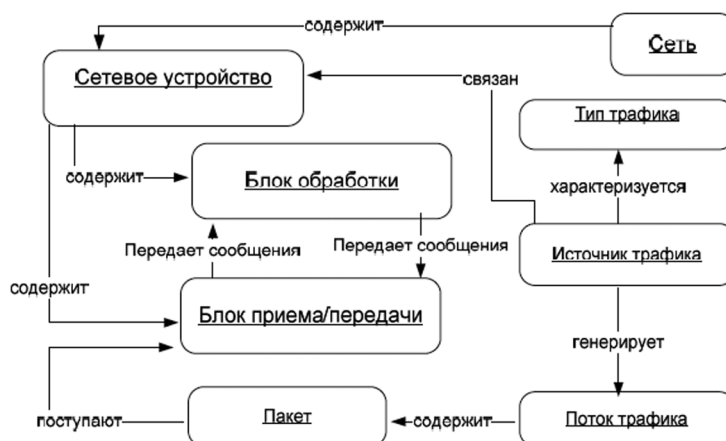 содержит
Сеть
Сетевое устройство
связан
Тип трафика
содержит
Блок обработки
характеризуется
Передает сообщения
Передает сообщения
Источник трафика
содержит
Блок приема/передачи
генерирует
поступают
Пакет
содержит
Поток трафика